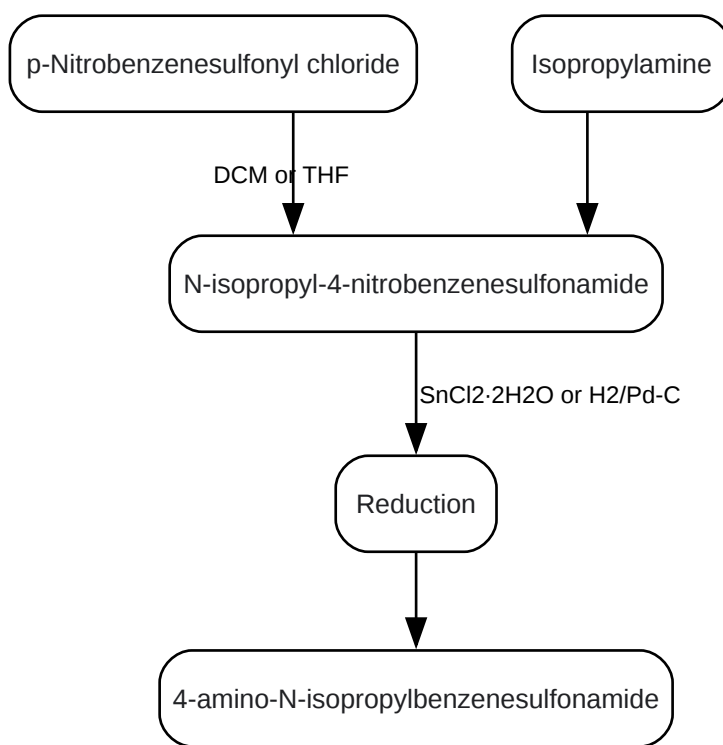 p-Nitrobenzenesulfonyl chloride
Isopropylamine
DCM or THF
N-isopropyl-4-nitrobenzenesulfonamide
SnCl2·2H2O or H2/Pd-C
Reduction
4-amino-N-isopropylbenzenesulfonamide